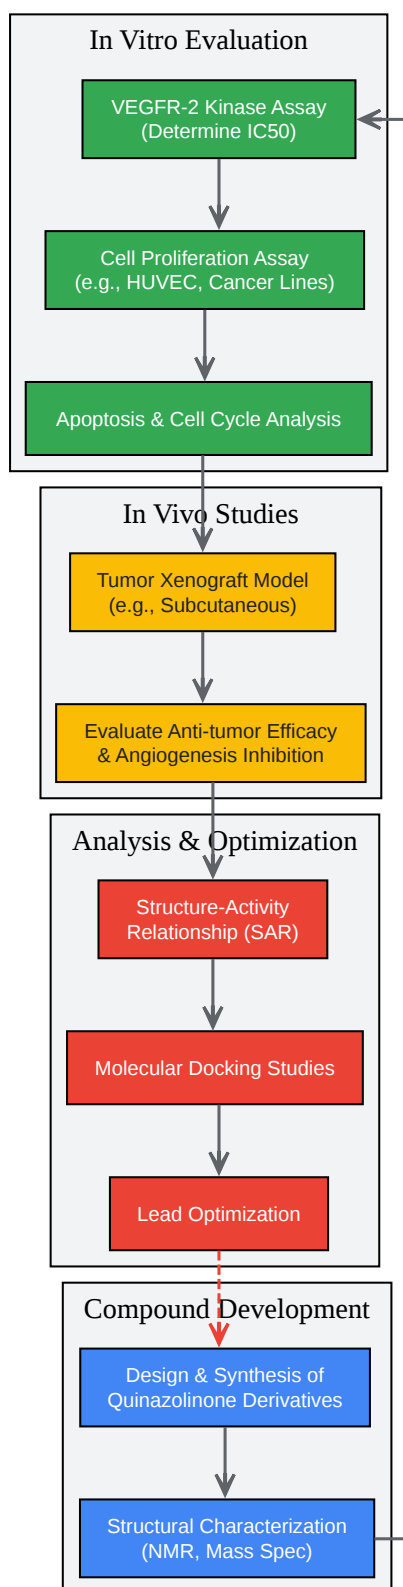 In Vitro Evaluation
VEGFR-2 Kinase Assay
(Determine IC50)
Cell Proliferation Assay
(e.g., HUVEC, Cancer Lines)
Apoptosis & Cell Cycle Analysis
In Vivo Studies
Tumor Xenograft Model
(e.g., Subcutaneous)
Evaluate Anti-tumor Efficacy
& Angiogenesis Inhibition
Analysis & Optimization
Structure-Activity
Relationship (SAR)
Molecular Docking Studies
Lead Optimization
Compound Development
Design & Synthesis of
Quinazolinone Derivatives
Structural Characterization
(NMR, Mass Spec)